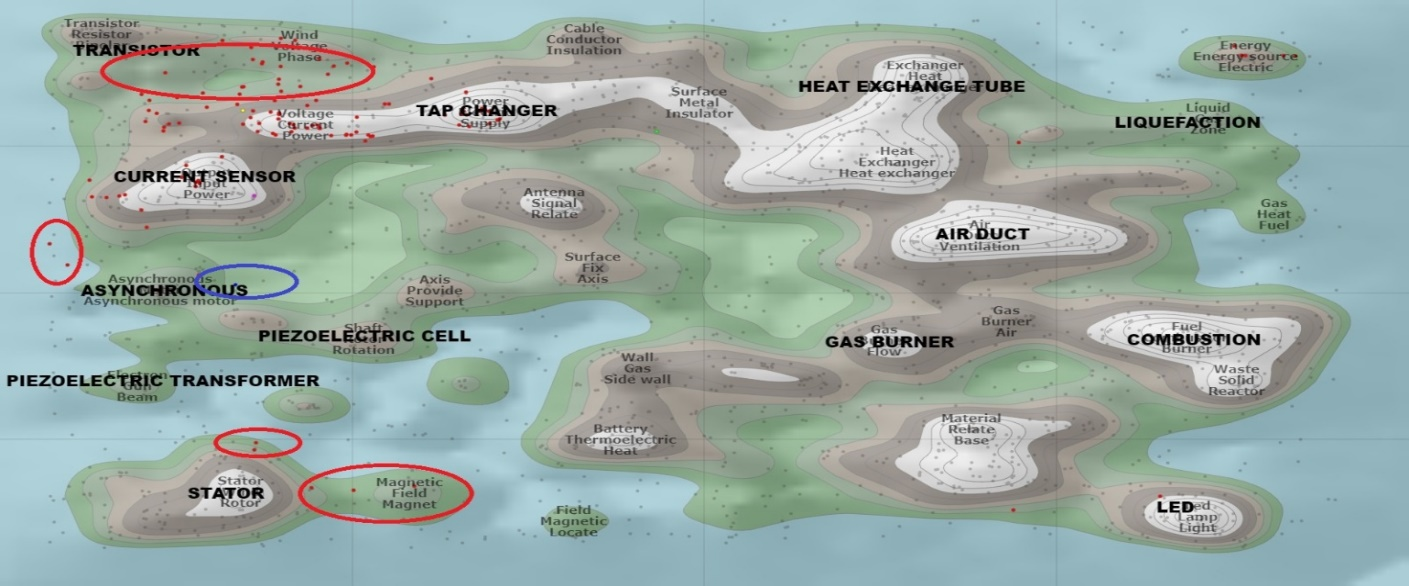 Transistor
Resistor
TRANSISTOR
Wind
Voltage
Phase
Cable
Conductor
Insulation
Exchanger
Heat
HEAT EXCHANGE TUBE
Energy
Energy source
Electric
Voltage
Current
Power
TAP CHANGER
Power
Supply
Surface
Metal
Insulator
Liquid
LIQUEFACTION
Zone
CURRENT SENSOR
Input
Power
Heat
Exchanger
Heat exchanger
Antenna
Signal
Relate
Gas
Heat
Fuel
Air
AIR DUCT
Ventilation
Surface
Fix
Axis
Asynchronous
ASYNCHRONOUS
Asynchronous motor
Axis
Provide
Support
Shaft
PIEZOELECTRIC CELL
Rotation
Gas
GAS BURNER
Flow
Gas
Burner
Air
Fuel
COMBUSTION
Burner
Wall
Gas
Side wall
Waste
Solid
Reactor
Electron
PIEZOELECTRIC TRANSFORMER
Gun
Beam
Battery
Thermoelectric
Heat
Material
Relate
Base
Stator
STATOR
Rotor
Magnetic
Field
Magnet
Field
Magnetic
Locate
LED
Lamp
Light